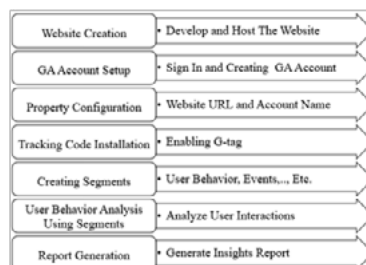 Website Creation
• Develop and Host The Website
GA Account Setup
• Sign In and Creating GA Account
Property Configuration
• Website URL and Account Name
Tracking Code Installation
• Enabling G-tag
Creating Segments
• User Behavior, Events,.., Etc.
User Behavior Analysis
Using Segments
• Analyze User Interactions
Report Generation
• Generate Insights Report